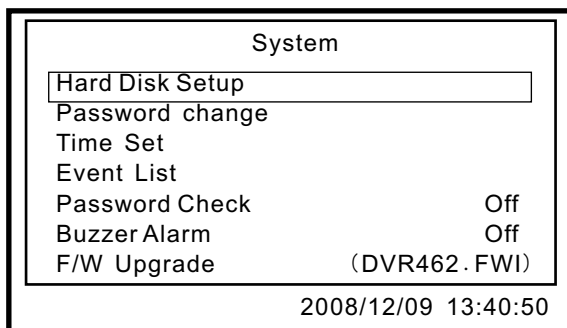 System
Hard Disk Setup
Password change
Time Set
Event List
Password Check Off
Buzzer Alarm Off
F/W Upgrade (DVR462.FWI)
2008/12/09 13:40:50